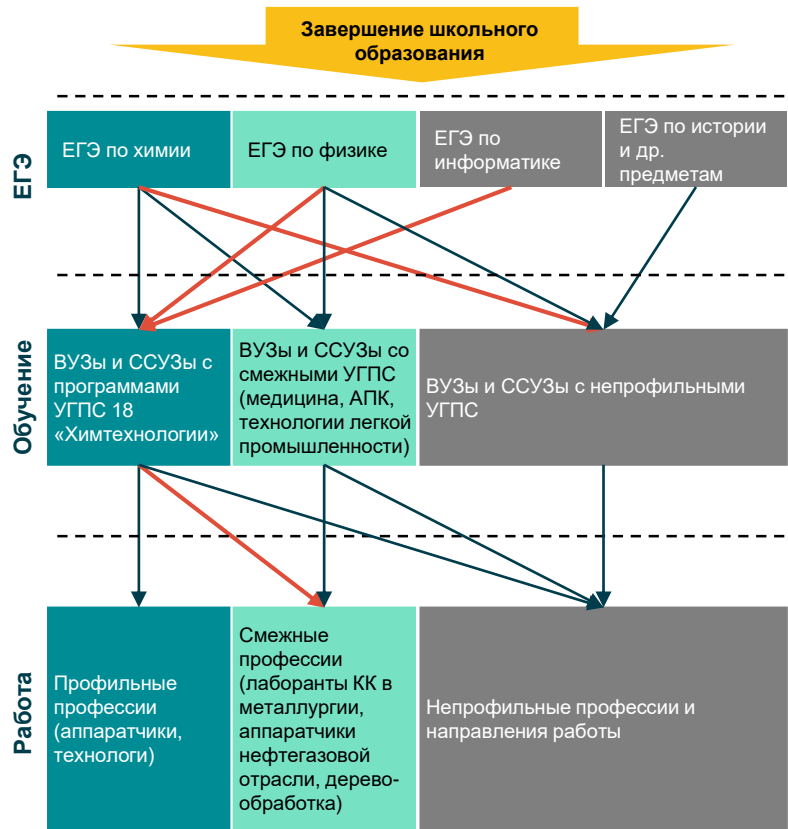 Завершение школьного
образования
ЕГЭ
ЕГЭ по химии
ЕГЭ по физике
ЕГЭ по
информатике
ЕГЭ по истории
и др.
предметам
Обучение
ВУЗы и ССУЗы с
программами
УГПС 18
«Химтехнологии»
ВУЗы и ССУЗы со
смежными УГПС
(медицина, АПК,
технологии легкой
промышленности)
ВУЗы и ССУЗы с непрофильными
УГПС
Работа
Профильные
профессии
(аппаратчики,
технологи)
Смежные
профессии
(лаборанты КК в
металлургии,
аппаратчики
нефтегазовой
отрасли, дерево-
обработка)
Непрофильные профессии и
направления работы